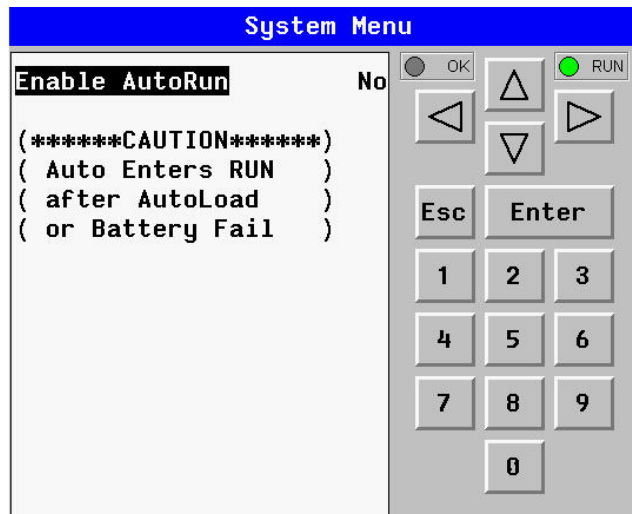 System Menu
Enable AutoRun No
(******CAUTION******)
( Auto Enters RUN )
( after AutoLoad )
( or Battery Fail )
OK
RUN
Esc
Enter
1 2 3
4 5 6
7 8 9
0